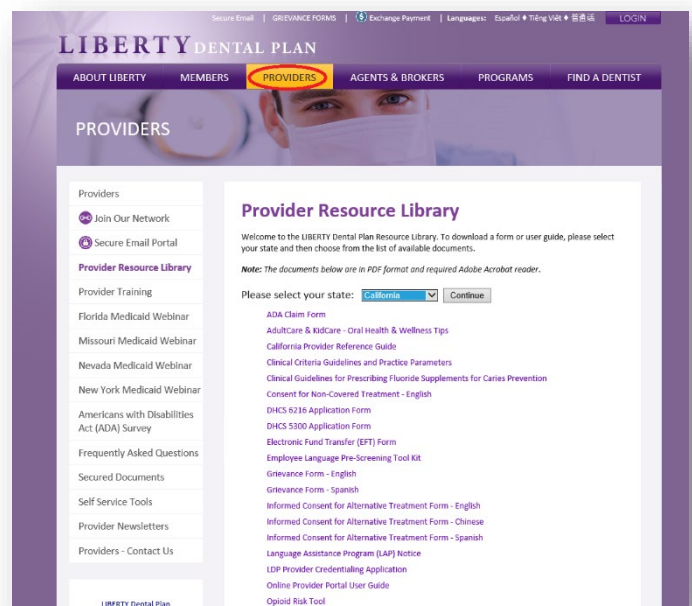 Secure Email | GRIEVANCE FORMS | $ Exchange Payment | Languages: Español ♦ Tiếng Việt ♦ 普通话 LOGIN
LIBERTY DENTAL PLAN
ABOUT LIBERTY MEMBERS PROVIDERS AGENTS & BROKERS PROGRAMS FIND A DENTIST
PROVIDERS
Providers
Join Our Network
Secure Email Portal
Provider Resource Library
Provider Training
Florida Medicaid Webinar
Missouri Medicaid Webinar
Nevada Medicaid Webinar
New York Medicaid Webinar
Americans with Disabilities
Act (ADA) Survey
Frequently Asked Questions
Secured Documents
Self Service Tools
Provider Newsletters
Providers - Contact Us
LIBERTY Dental Plan
Provider Resource Library
Welcome to the LIBERTY Dental Plan Resource Library. To download a form or user guide, please select
your state and then choose from the list of available documents.
Note: The documents below are in PDF format and required Adobe Acrobat reader.
Please select your state: California Continue
ADA Claim Form
AdultCare & KidCare - Oral Health & Wellness Tips
California Provider Reference Guide
Clinical Criteria Guidelines and Practice Parameters
Clinical Guidelines for Prescribing Fluoride Supplements for Caries Prevention
Consent for Non-Covered Treatment - English
DHCS 6216 Application Form
DHCS 5300 Application Form
Electronic Fund Transfer (EFT) Form
Employee Language Pre-Screening Tool Kit
Grievance Form - English
Grievance Form - Spanish
Informed Consent for Alternative Treatment Form - English
Informed Consent for Alternative Treatment Form - Chinese
Informed Consent for Alternative Treatment Form - Spanish
Language Assistance Program (LAP) Notice
LDP Provider Credentialing Application
Online Provider Portal User Guide
Opioid Risk Tool